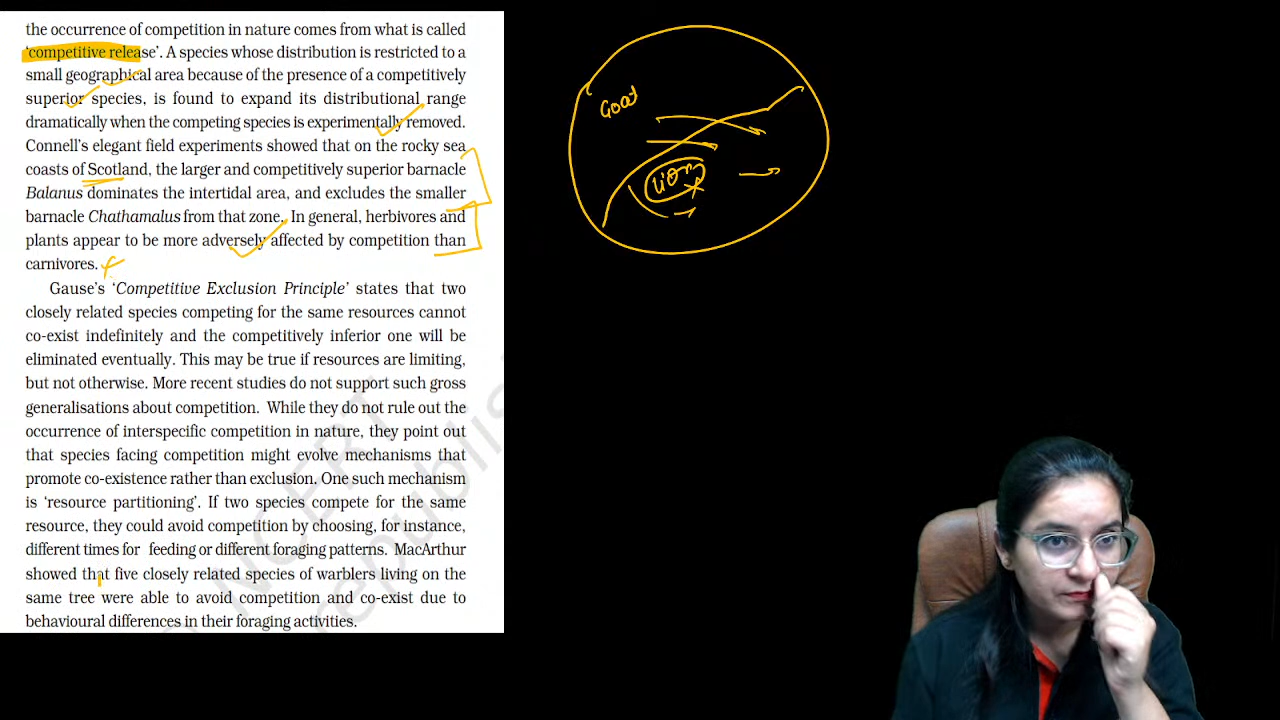 the occurrence of competition in nature comes from what is called
‘competitive release’. A species whose distribution is restricted to a
small geographical area because of the presence of a competitively
superior species, is found to expand its distributional range
dramatically when the competing species is experimentally removed.
Connell’s elegant field experiments showed that on the rocky sea
coasts of Scotland, the larger and competitively superior barnacle
Balanus dominates the intertidal area, and excludes the smaller
barnacle Chathamalus from that zone. In general, herbivores and
plants appear to be more adversely affected by competition than
carnivores.
Gause’s ‘Competitive Exclusion Principle’ states that two
closely related species competing for the same resources cannot
co-exist indefinitely and the competitively inferior one will be
eliminated eventually. This may be true if resources are limiting,
but not otherwise. More recent studies do not support such gross
generalisations about competition. While they do not rule out the
occurrence of interspecific competition in nature, they point out
that species facing competition might evolve mechanisms that
promote co-existence rather than exclusion. One such mechanism
is ‘resource partitioning’. If two species compete for the same
resource, they could avoid competition by choosing, for instance,
different times for feeding or different foraging patterns. MacArthur
showed that five closely related species of warblers living on the
same tree were able to avoid competition and co-exist due to
behavioural differences in their foraging activities.
NCERT
republis
Goat
Lion